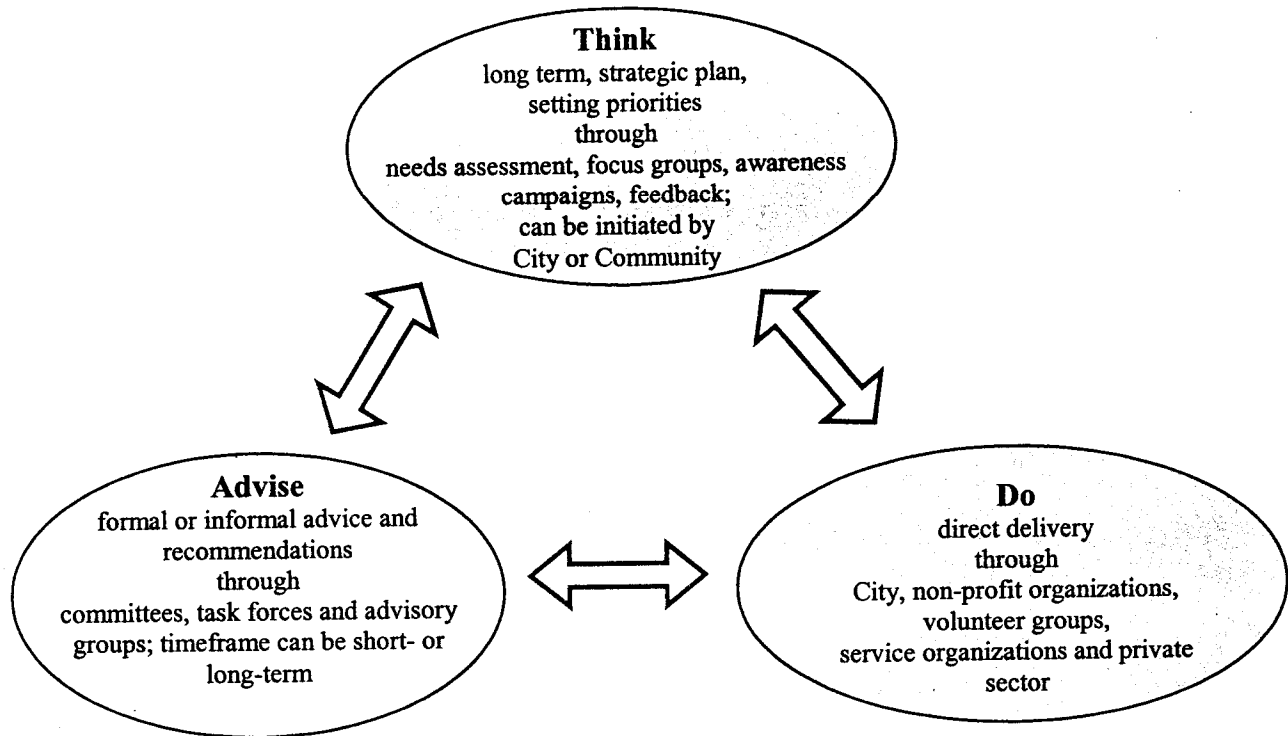 Think
long term, strategic plan,
setting priorities
through
needs assessment, focus groups, awareness
campaigns, feedback;
can be initiated by
City or Community
Advise
formal or informal advice and
recommendations
through
committees, task forces and advisory
groups; timeframe can be short- or
long-term
Do
direct delivery
through
City, non-profit organizations,
volunteer groups,
service organizations and private
sector